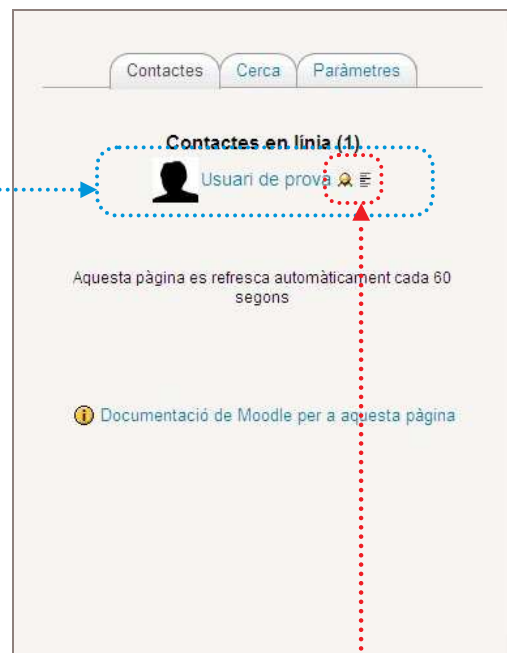 Contactes Cerca Paràmetres
Contactes en línia (1)
Usuari de prova
Aquesta pàgina es refresca automàticament cada 60
segons
Documentació de Moodle per a aquesta pàgina